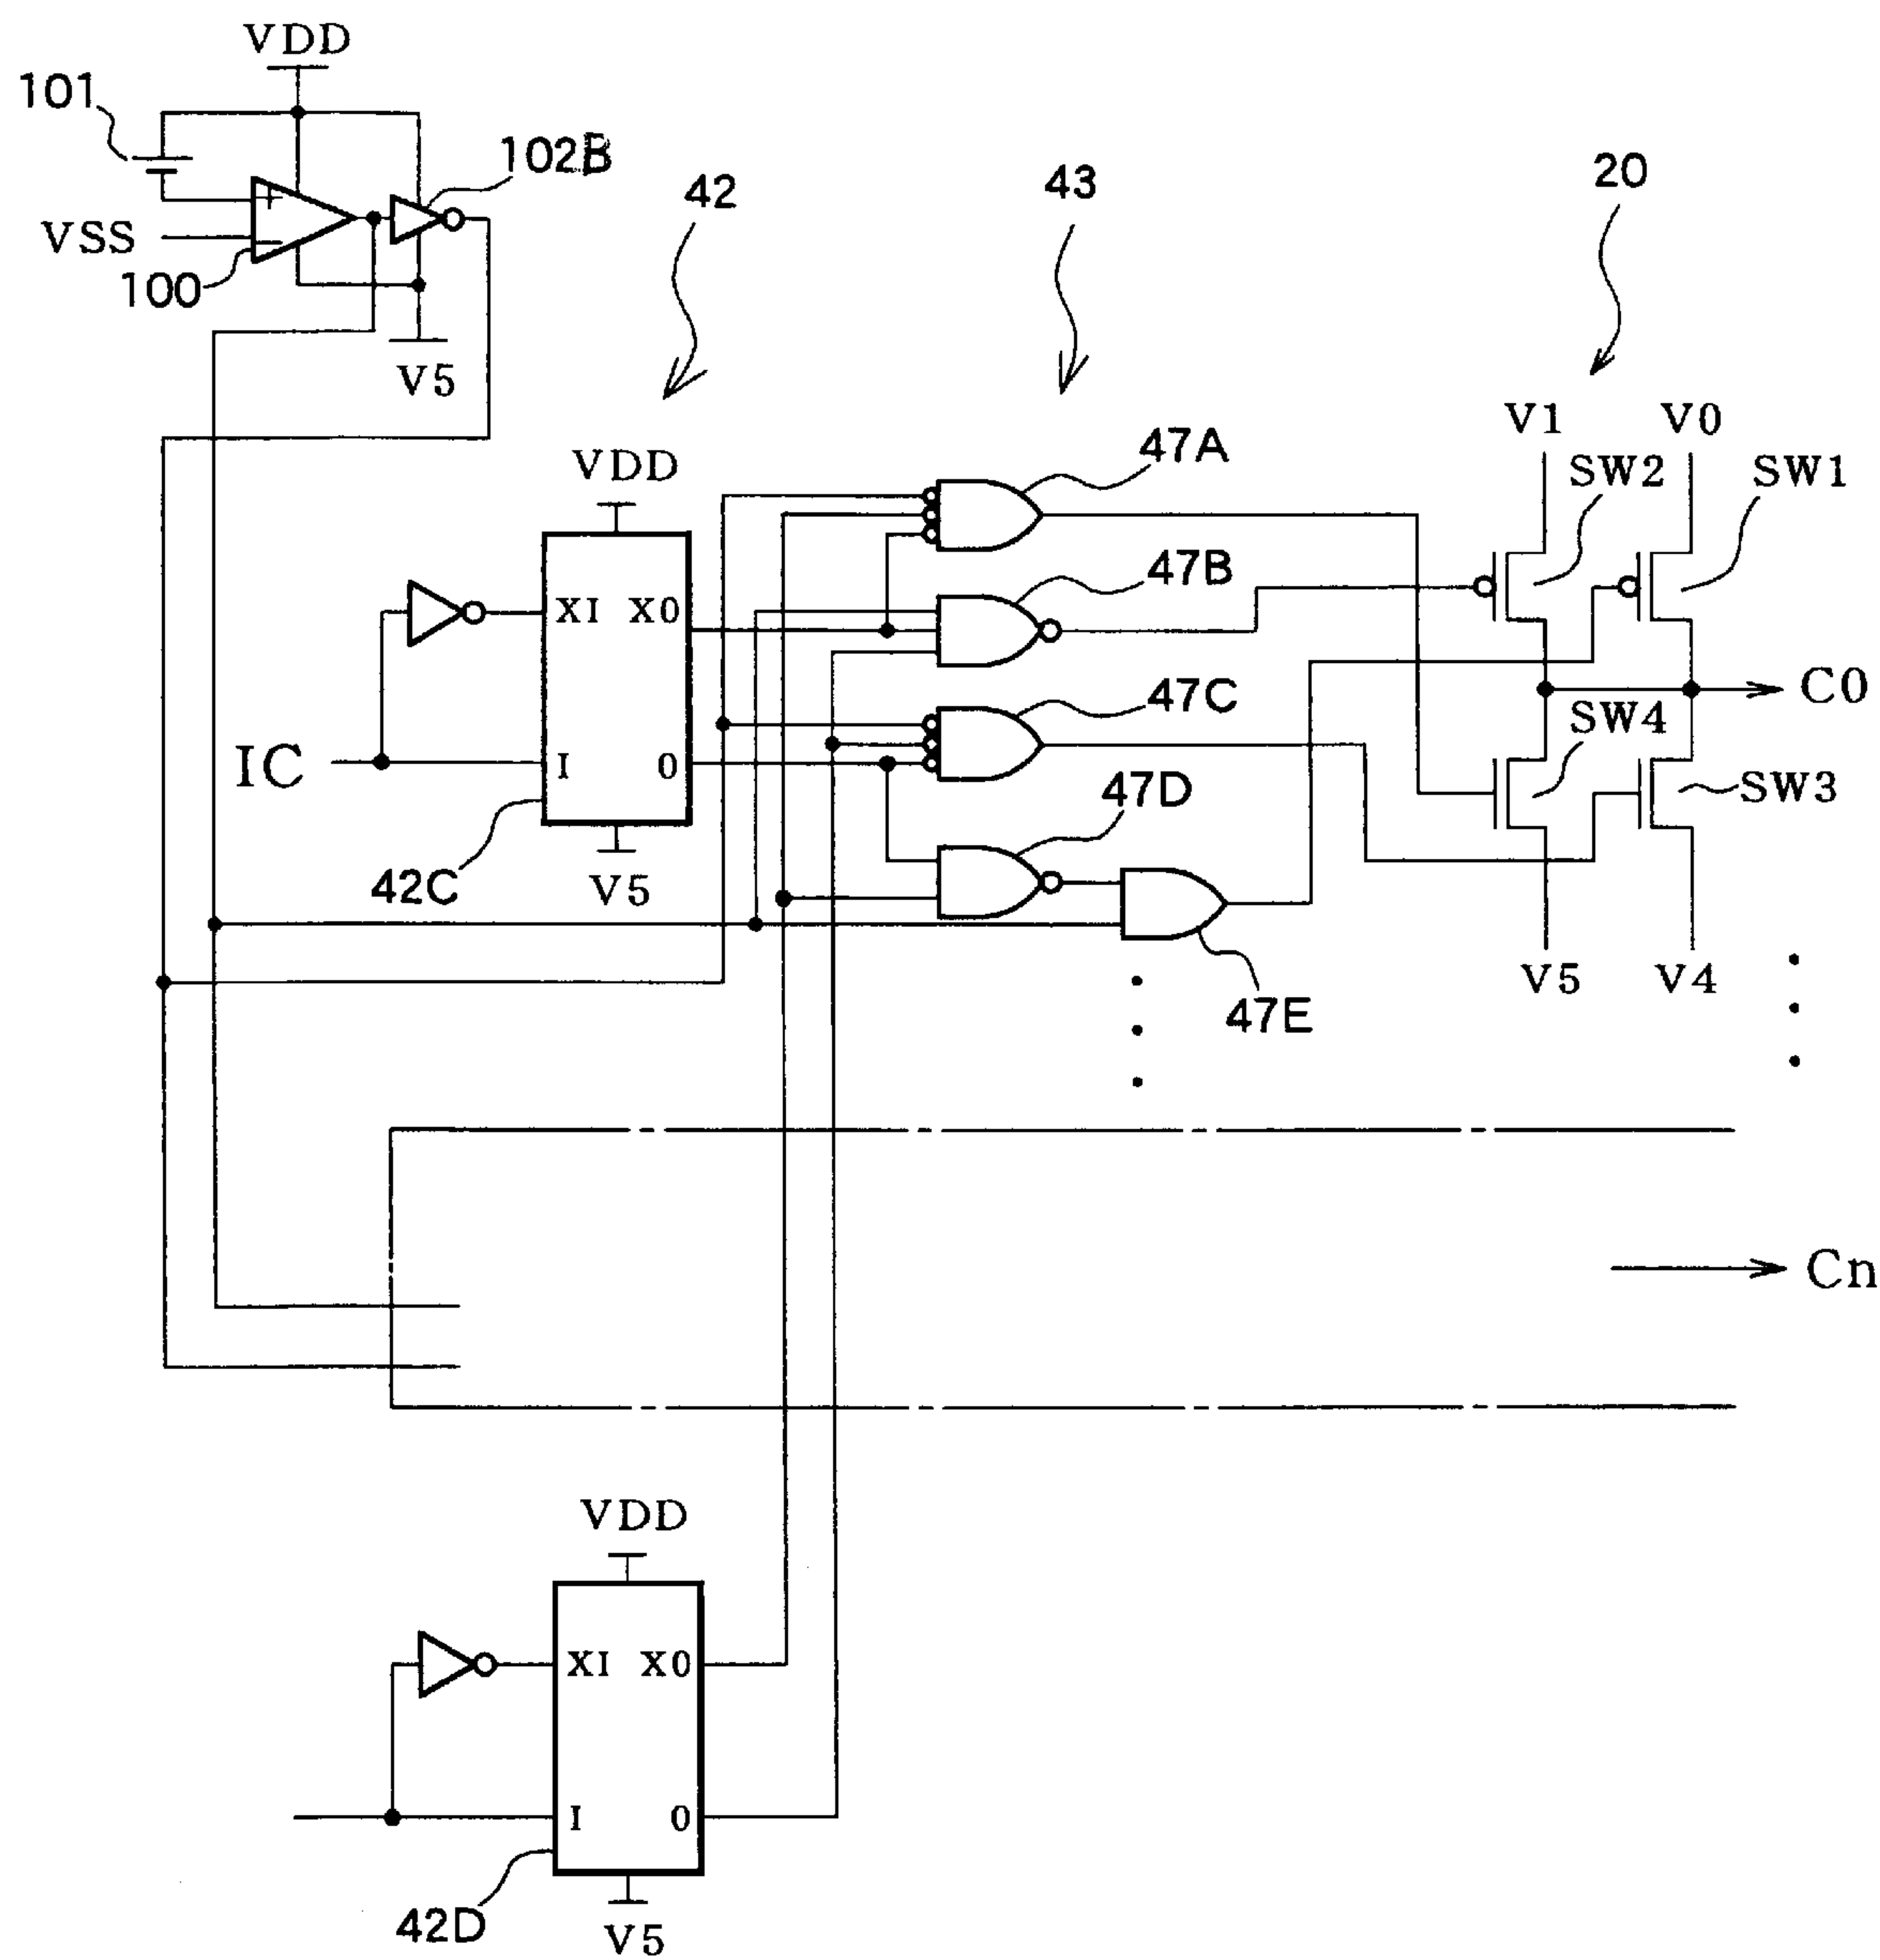 VDD
101
102B
42
43
20
+
VSS
−
100
V5
V1
V0
47A
SW2
SW1
VDD
47B
XI
X0
47C
C0
SW4
IC
I
0
47D
SW3
42C
V5
V5
V4
47E
Cn
VDD
XI
X0
I
0
42D
V5